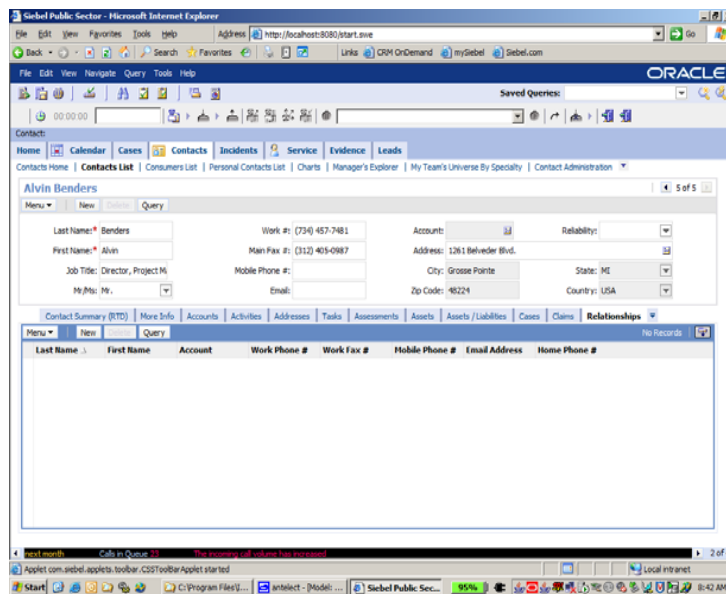 Siebel Public Sector - Microsoft Internet Explorer
File Edit View Favorites Tools Help Address http://localhost:8080/start.swe Go
Back Search Favorites Links CRM OnDemand mySiebel Siebel.com
File Edit View Navigate Query Tools Help ORACLE
Saved Queries:
00:00:00
Contact:
Home Calendar Cases Contacts Incidents Service Evidence Leads
Contacts Home Contacts List Consumers List Personal Contacts List Charts Manager's Explorer My Team's Universe By Specialty Contact Administration
Alvin Benders 5 of 5
Menu New Delete Query
Last Name:* Benders Work #: (734) 457-7481 Account: Reliability:
First Name:* Alvin Main Fax #: (312) 405-0987 Address: 1261 Belveder Blvd.
Job Title: Director, Project M Mobile Phone #: City: Grosse Pointe State: MI
Mr/Ms: Mr. Email: Zip Code: 48224 Country: USA
Contact Summary (RTD) More Info Accounts Activities Addresses Tasks Assessments Assets Assets / Liabilities Cases Claims Relationships
Menu New Delete Query No Records
Last Name First Name Account Work Phone # Work Fax # Mobile Phone # Email Address Home Phone #
next month Calls in Queue 23 The incoming call volume has increased 2 of
Applet com.siebel.applets.toolbar.CSSToolBarApplet started Local intranet
Start C:\Program Files\I... antelect - [Model: ... Siebel Public Sec... 95% 8:42 AM